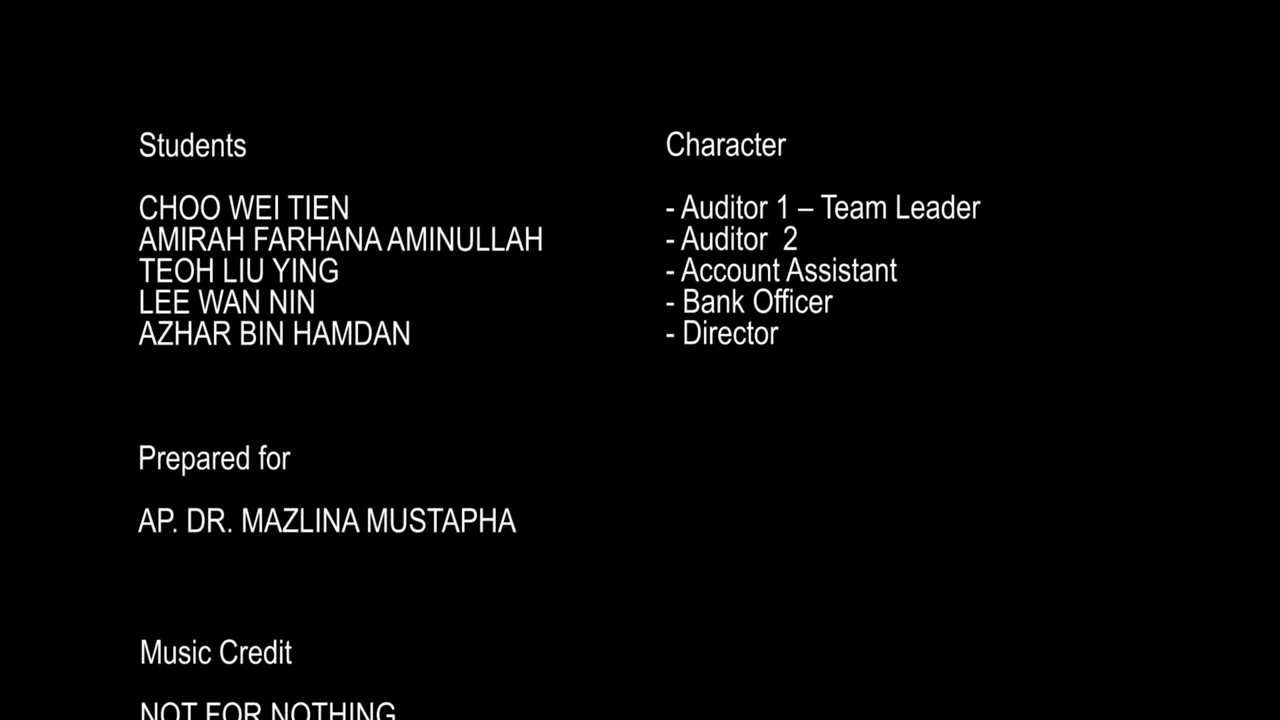 Students
Character
CHOO WEI TIEN
- Auditor 1 – Team Leader
AMIRAH FARHANA AMINULLAH
- Auditor  2
TEOH LIU YING
- Account Assistant
LEE WAN NIN
- Bank Officer
AZHAR BIN HAMDAN
- Director
Prepared for
AP. DR. MAZLINA MUSTAPHA
Music Credit
NOT FOR NOTHING